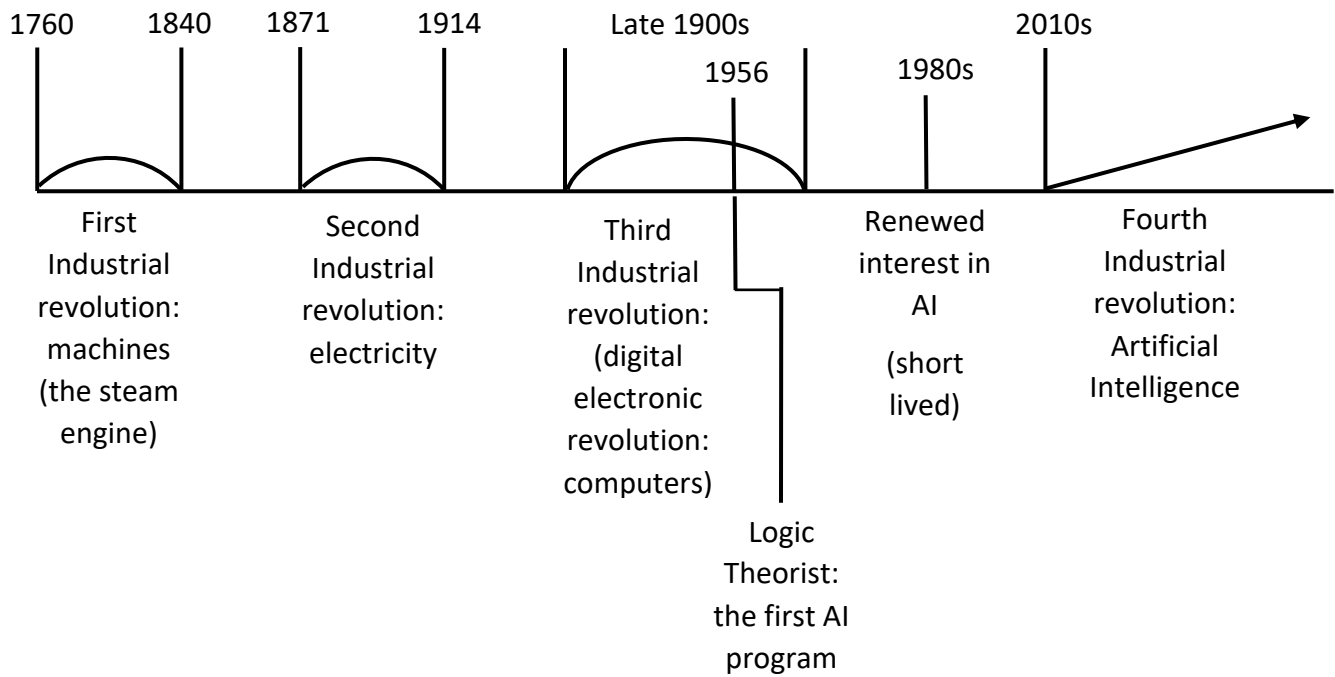 1760
1840
1871
1914
Late 1900s
1956
1980s
2010s
First
Industrial
revolution:
machines
(the steam
engine)
Second
Industrial
revolution:
electricity
Third
Industrial
revolution:
(digital
electronic
revolution:
computers)
Logic
Theorist:
the first AI
program
Renewed
interest in
AI
(short
lived)
Fourth
Industrial
revolution:
Artificial
Intelligence